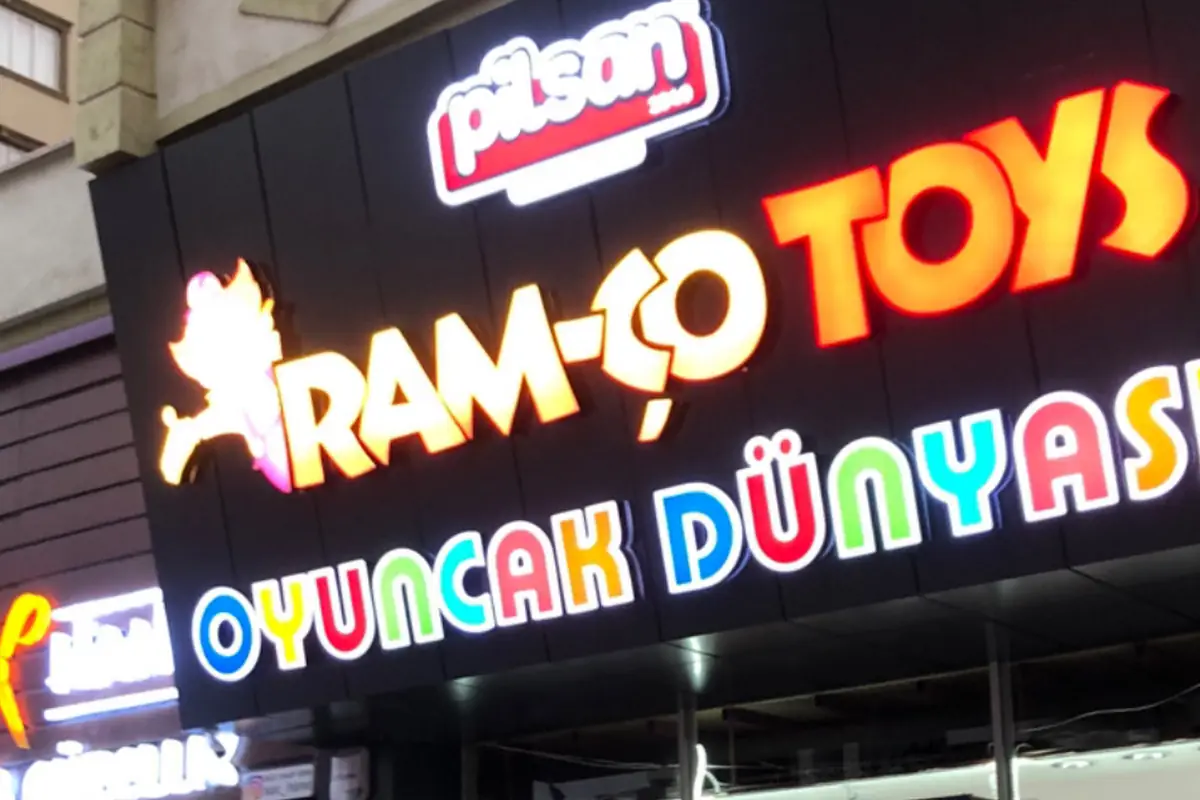 pilsan
RAM-ÇO TOYS
OYUNCAK DÜNYAS